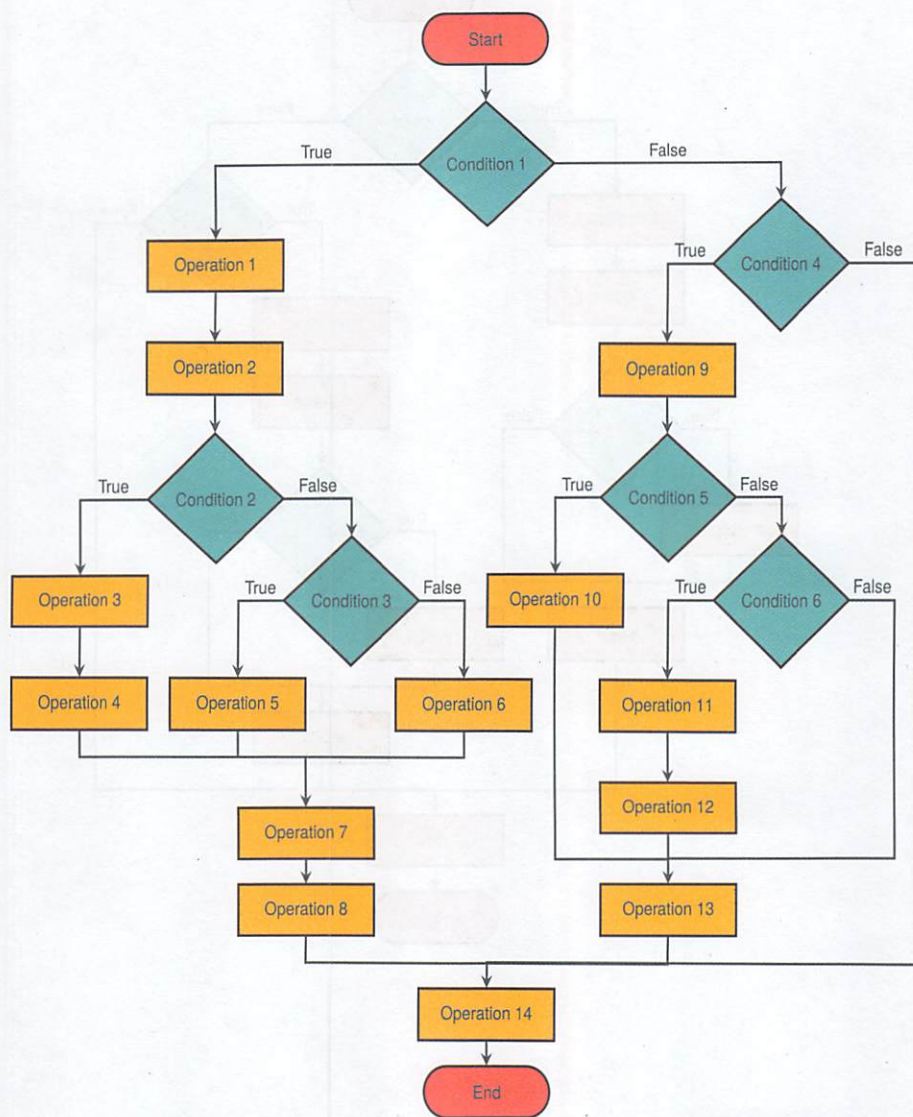 Start
Condition 1
True
False
Operation 1
Condition 4
True
False
Operation 2
Operation 9
Condition 2
True
False
Condition 5
True
False
Operation 3
Condition 3
True
False
Operation 10
Condition 6
True
False
Operation 4
Operation 5
Operation 6
Operation 11
Operation 7
Operation 12
Operation 8
Operation 13
Operation 14
End